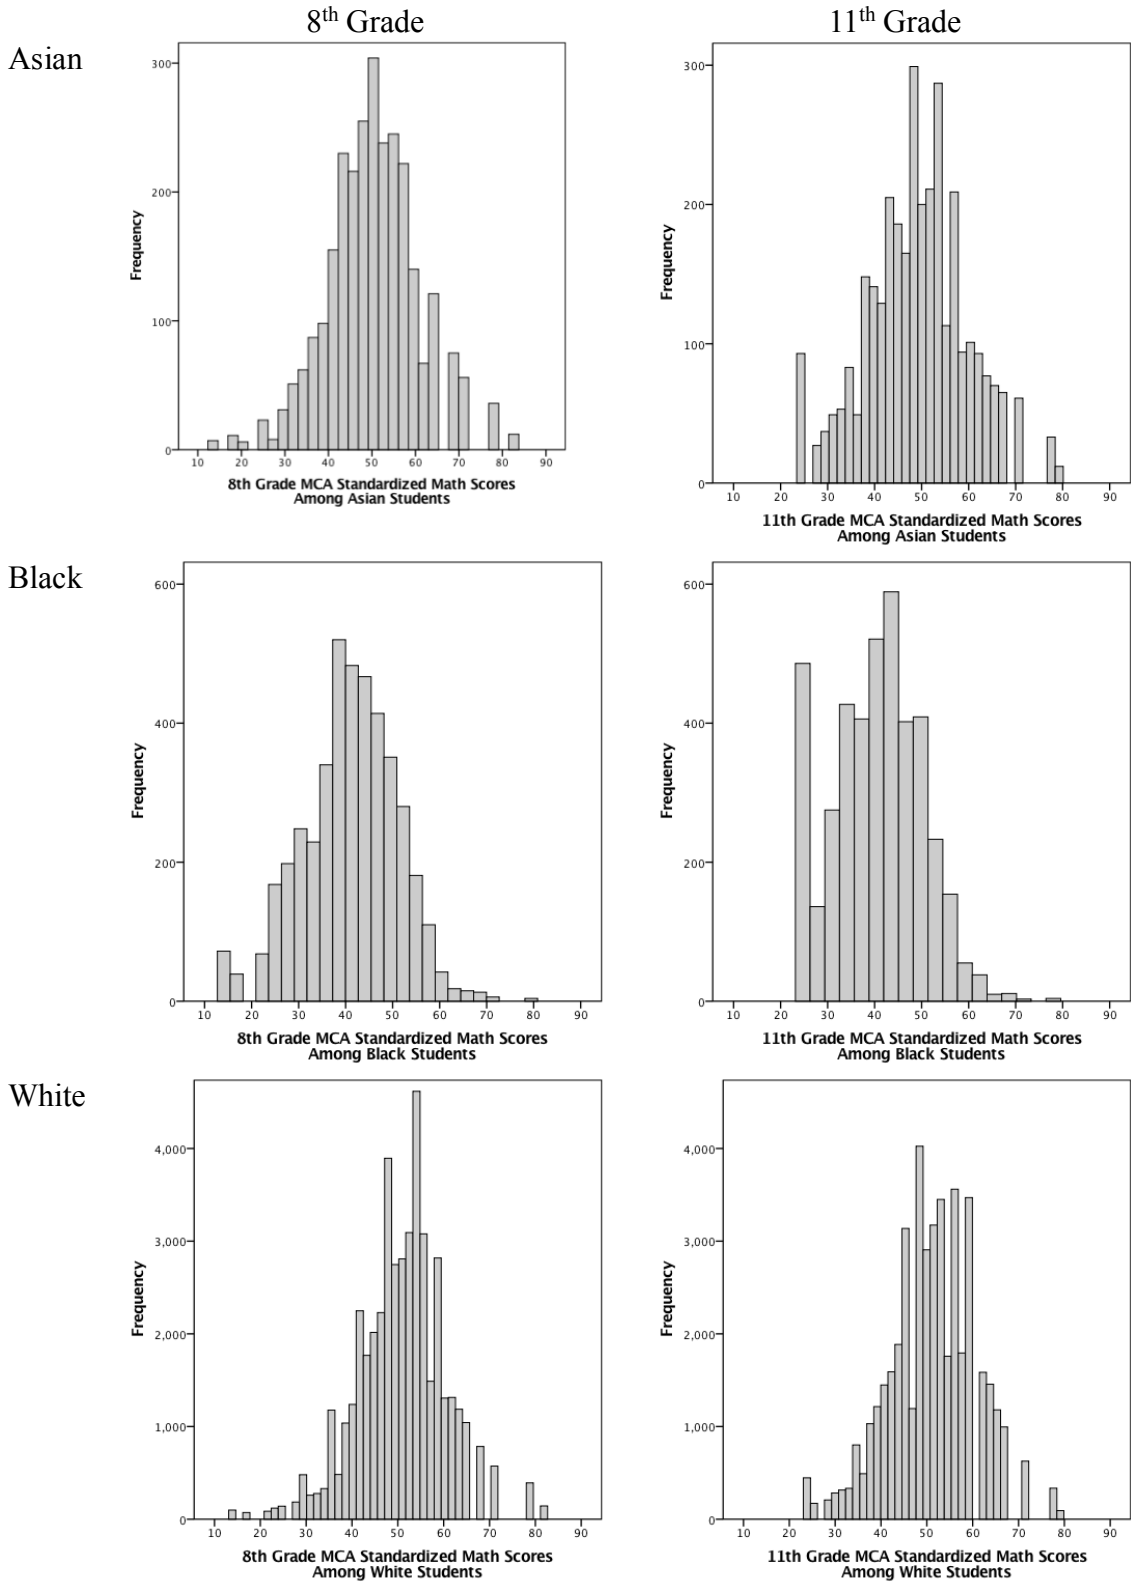 8th Grade
11th Grade
Asian
300
200
100
0
Frequency
10 20 30 40 50 60 70 80 90
8th Grade MCA Standardized Math Scores
Among Asian Students
300
200
100
0
Frequency
10 20 30 40 50 60 70 80 90
11th Grade MCA Standardized Math Scores
Among Asian Students
Black
600
400
200
0
Frequency
10 20 30 40 50 60 70 80 90
8th Grade MCA Standardized Math Scores
Among Black Students
600
400
200
0
Frequency
10 20 30 40 50 60 70 80 90
11th Grade MCA Standardized Math Scores
Among Black Students
White
4,000
3,000
2,000
1,000
0
Frequency
10 20 30 40 50 60 70 80 90
8th Grade MCA Standardized Math Scores
Among White Students
4,000
3,000
2,000
1,000
0
Frequency
10 20 30 40 50 60 70 80 90
11th Grade MCA Standardized Math Scores
Among White Students